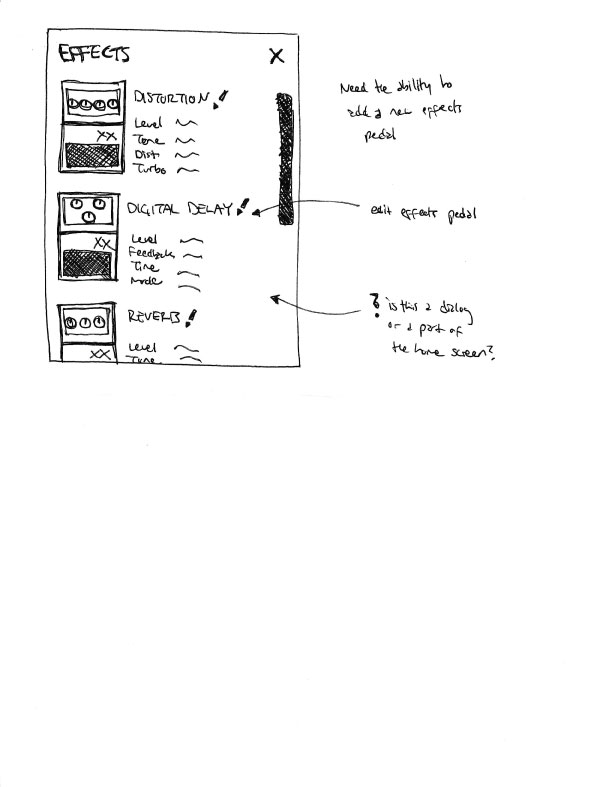 EFFECTS X
DISTORTION
XX
Level
Tone
Dist
Turbo
DIGITAL DELAY
XX
Level
Feedback
Time
Mode
REVERB
XX
Level
Tone
Need the ability to
add a new effects
pedal
edit effects pedal
? is this a dialog
or a part of
the home screen?